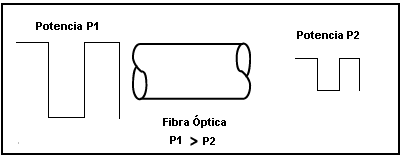 Potencia P1
Potencia P2
Fibra Óptica
P1 > P2